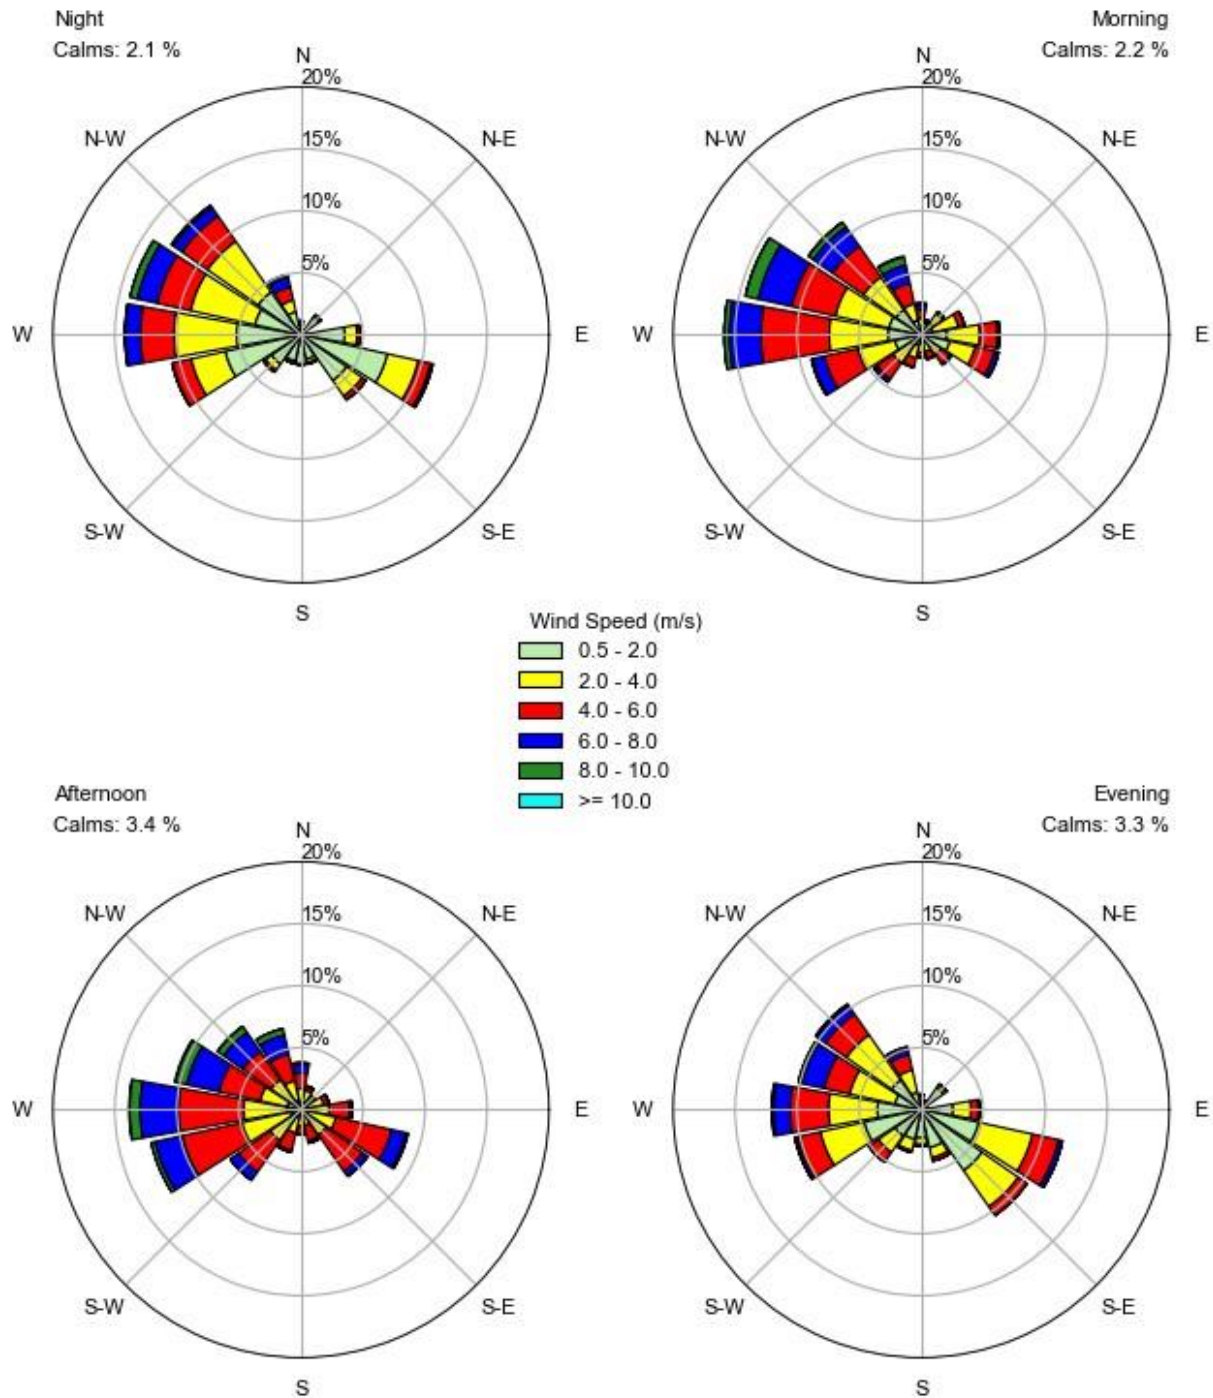 Night
Calms: 2.1 %
N
20%
15%
10%
5%
N-W
N-E
W
E
S-W
S-E
S
Morning
Calms: 2.2 %
N
20%
15%
10%
5%
N-W
N-E
W
E
S-W
S-E
S
Wind Speed (m/s)
0.5 - 2.0
2.0 - 4.0
4.0 - 6.0
6.0 - 8.0
8.0 - 10.0
>= 10.0
Afternoon
Calms: 3.4 %
N
20%
15%
10%
5%
N-W
N-E
W
E
S-W
S-E
S
Evening
Calms: 3.3 %
N
20%
15%
10%
5%
N-W
N-E
W
E
S-W
S-E
S